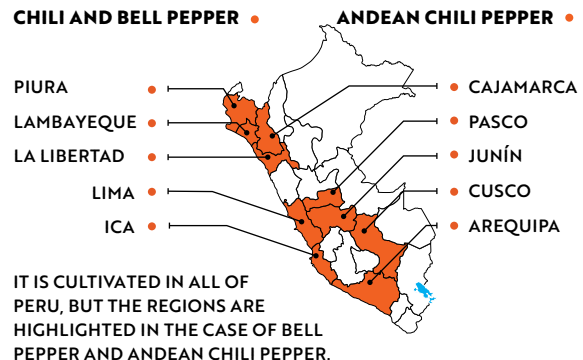 CHILI AND BELL PEPPER
ANDEAN CHILI PEPPER
PIURA
LAMBAYEQUE
LA LIBERTAD
LIMA
ICA
CAJAMARCA
PASCO
JUNÍN
CUSCO
AREQUIPA
IT IS CULTIVATED IN ALL OF
PERU, BUT THE REGIONS ARE
HIGHLIGHTED IN THE CASE OF BELL
PEPPER AND ANDEAN CHILI PEPPER.